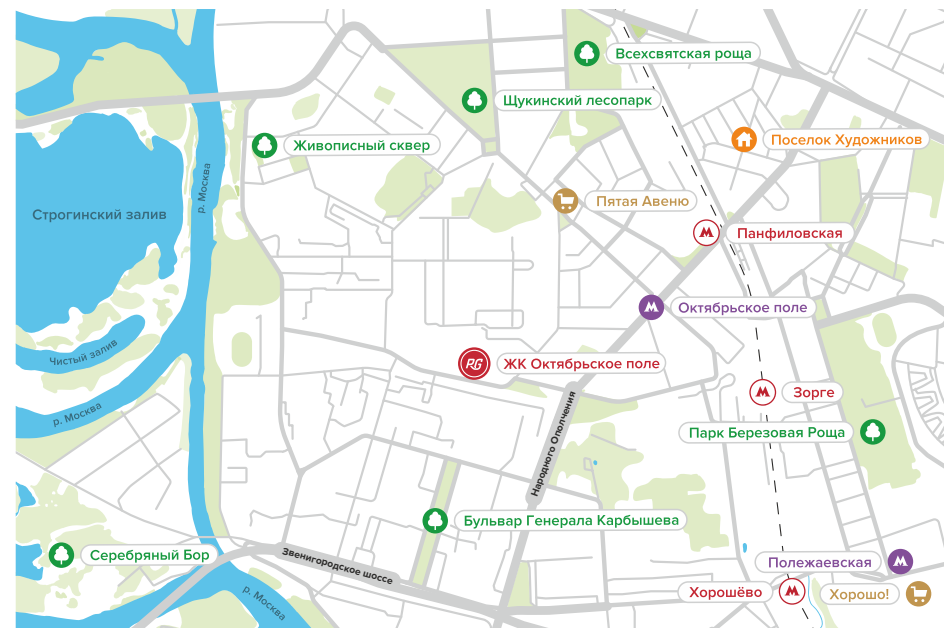 Всехсвятская роща
Щукинский лесопарк
Поселок Художников
Живописный сквер
р. Москва
Пятая Авеню
Строгинский залив
М Панфиловская
М Октябрьское поле
Чистый залив
RG ЖК Октябрьское поле
М Зорге
р. Москва
Народного Ополчения
Парк Березовая Роща
Бульвар Генерала Карбышева
Серебряный Бор
Звенигородское шоссе
Полежаевская М
р. Москва
Хорошёво М
Хорошо!